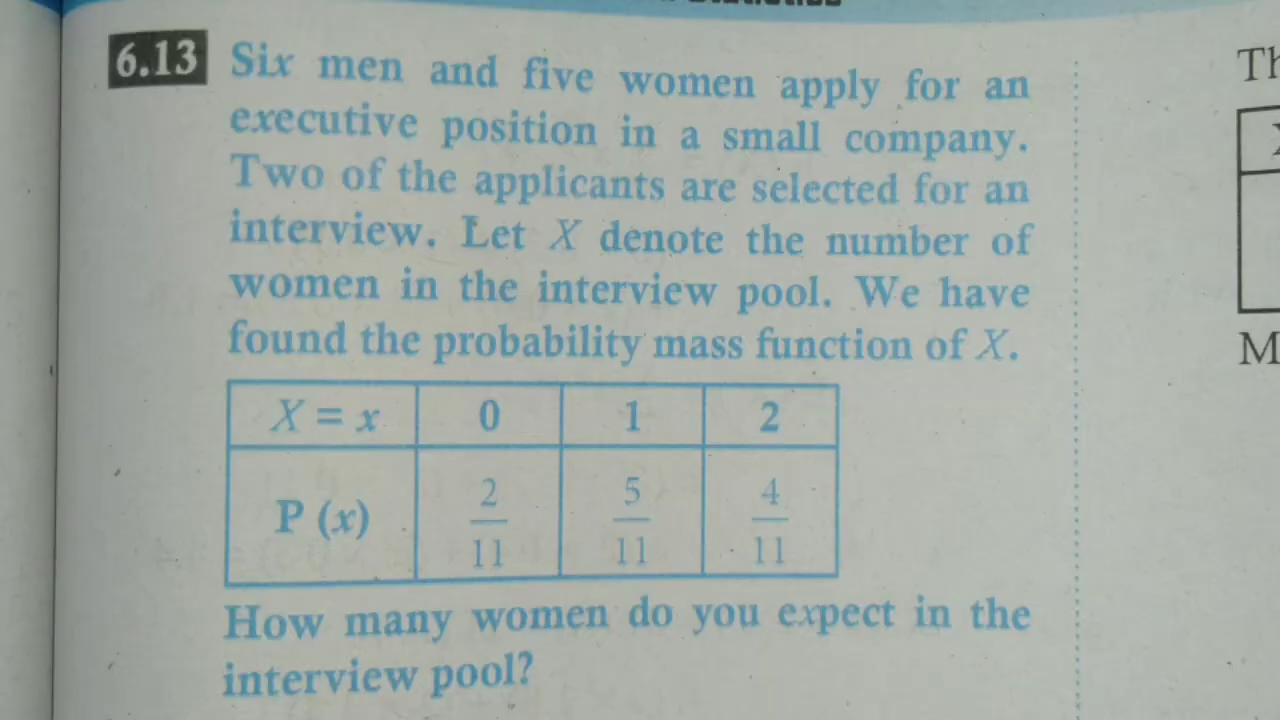 6.13 Six men and five women apply for an
executive position in a small company.
Two of the applicants are selected for an
interview. Let X denote the number of
women in the interview pool. We have
found the probability mass function of X.
X = x 0 1 2
P (x) 2/11 5/11 4/11
How many women do you expect in the
interview pool?